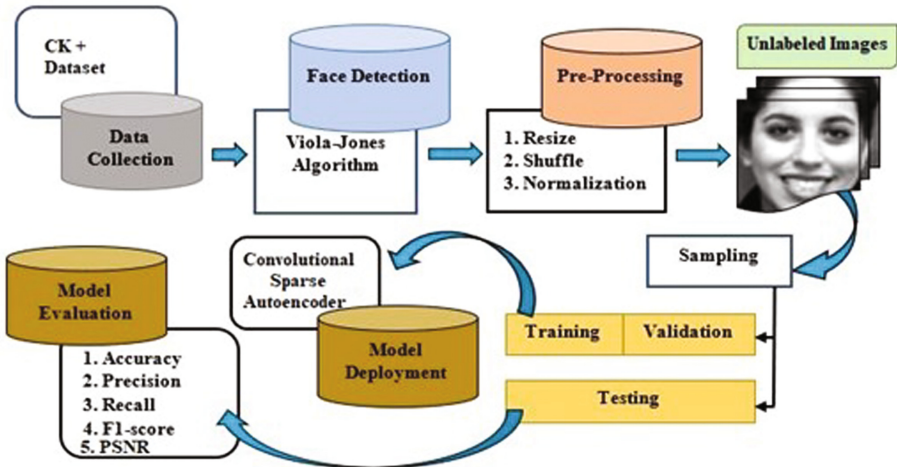 CK +
Dataset
Data
Collection
Face Detection
Viola-Jones
Algorithm
Pre-Processing
1. Resize
2. Shuffle
3. Normalization
Unlabeled Images
Sampling
Training
Validation
Testing
Convolutional
Sparse
Autoencoder
Model
Deployment
Model
Evaluation
1. Accuracy
2. Precision
3. Recall
4. F1-score
5. PSNR